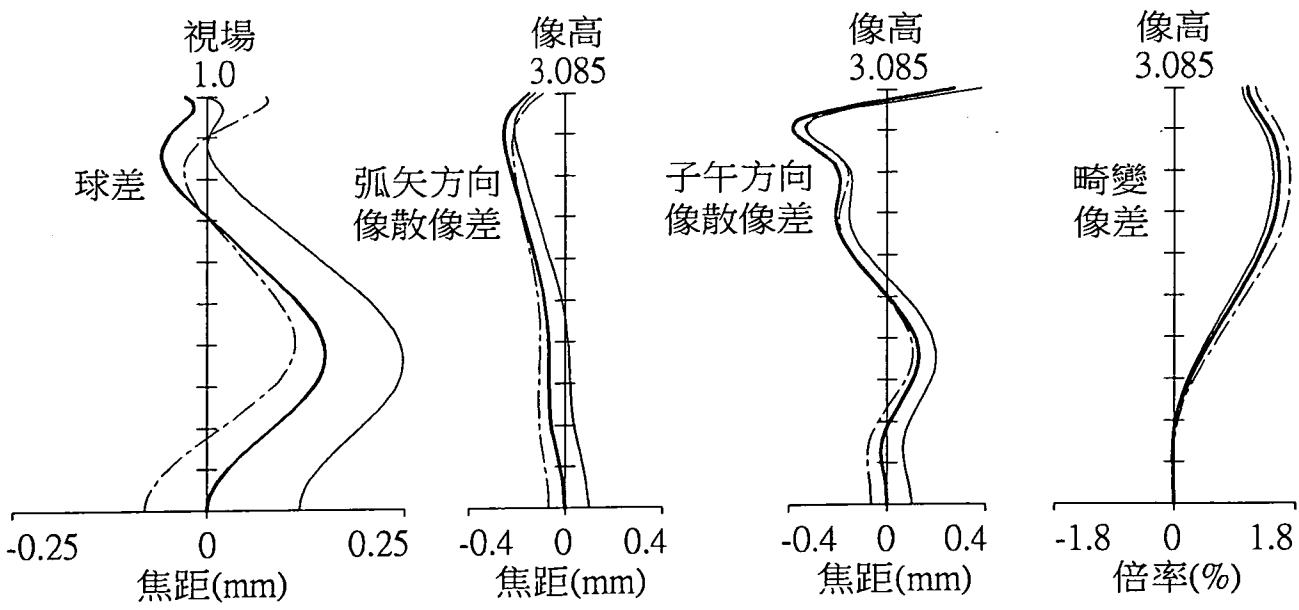 視場
1.0
球差
-0.25
0
0.25
焦距(mm)
像高
3.085
弧矢方向
像散像差
-0.4
0
0.4
焦距(mm)
像高
3.085
子午方向
像散像差
-0.4
0
0.4
焦距(mm)
像高
3.085
畸變
像差
-1.8
0
1.8
倍率(%)